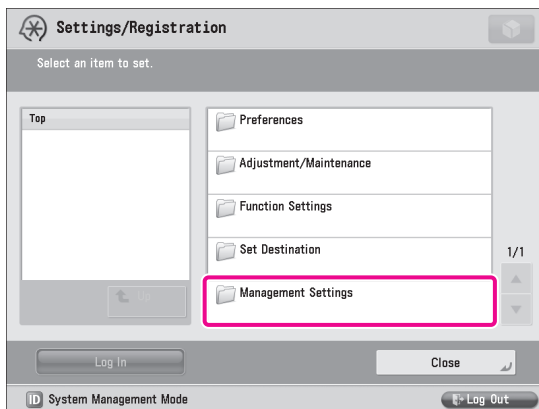 Settings/Registration
Select an item to set.
Top
Preferences
Adjustment/Maintenance
Function Settings
Set Destination
1/1
Management Settings
Up
Log In
Close
ID System Management Mode
Log Out